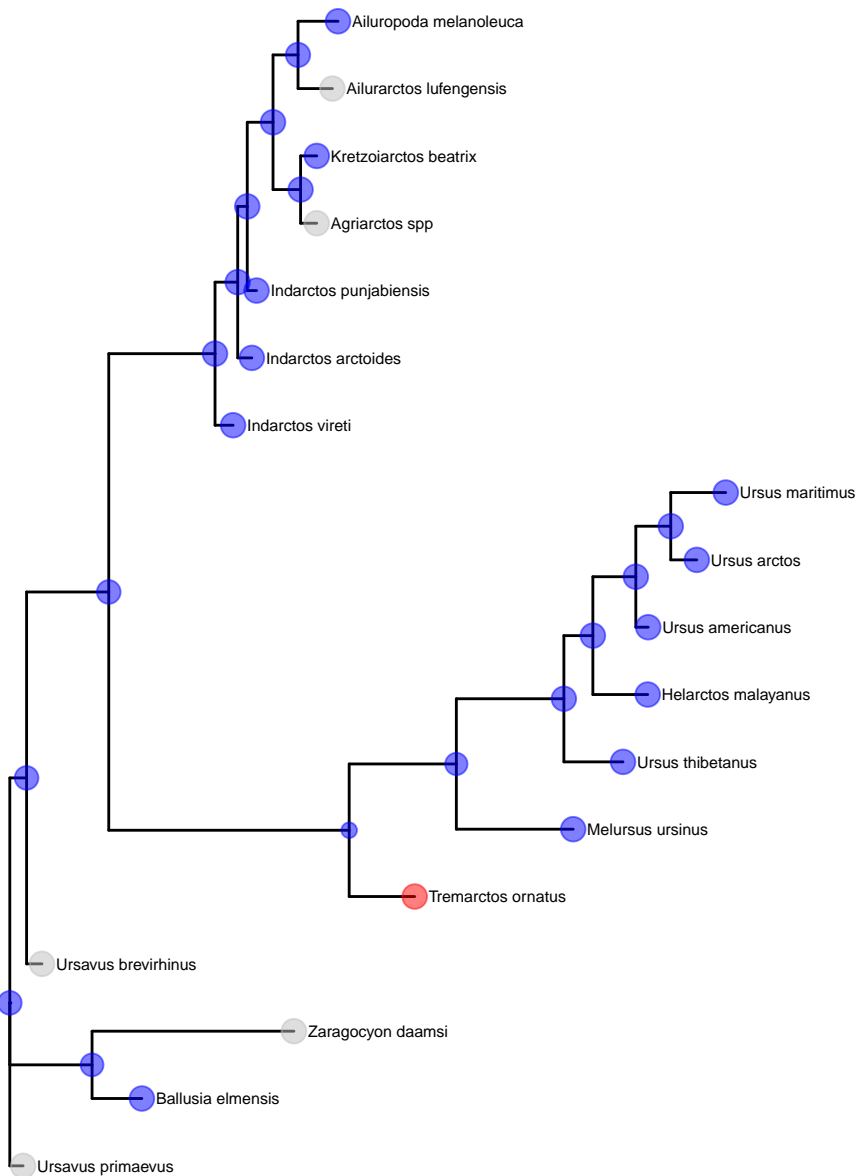 Ailuropoda melanoleuca
Ailurarctos lufengensis
Kretzoiarctos beatrix
Agriarctos spp
Indarctos punjabiensis
Indarctos arctoides
Indarctos vireti
Ursus maritimus
Ursus arctos
Ursus americanus
Helarctos malayanus
Ursus thibetanus
Melursus ursinus
Tremarctos ornatus
Ursavus brevirhinus
Zaragocyon daamsi
Ballusia elmensis
Ursavus primaevus